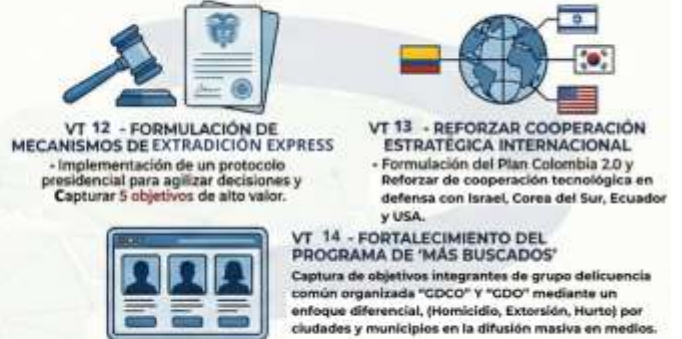 VT 12 - FORMULACIÓN DE
MECANISMOS DE EXTRADICIÓN EXPRESS
- Implementación de un protocolo
presidencial para agilizar decisiones y
Capturar 5 objetivos de alto valor.
VT 13 - REFORZAR COOPERACIÓN
ESTRATÉGICA INTERNACIONAL
- Formulación del Plan Colombia 2.0 y
Reforzar de cooperación tecnológica en
defensa con Israel, Corea del Sur, Ecuador
y USA.
VT 14 - FORTALECIMIENTO DEL
PROGRAMA DE 'MÁS BUSCADOS'
Captura de objetivos integrantes de grupo delicuencia
común organizada "GDCO" Y "GDO" mediante un
enfoque diferencial, (Homicidio, Extorsión, Hurto) por
ciudades y municipios en la difusión masiva en medios.